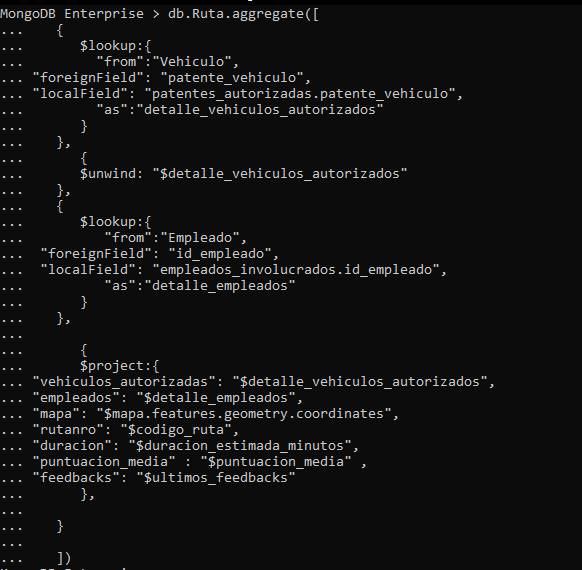 MongoDB Enterprise > db.Ruta.aggregate([
...     {
...        $lookup:{
...          "from":"Vehiculo",
... "foreignField": "patente_vehiculo",
... "localField": "patentes_autorizadas.patente_vehiculo",
...          "as":"detalle_vehiculos_autorizados"
...        }
...     },
...        {
...        $unwind: "$detalle_vehiculos_autorizados"
...     },
...     {
...        $lookup:{
...           "from":"Empleado",
...  "foreignField": "id_empleado",
...  "localField": "empleados_involucrados.id_empleado",
...           "as":"detalle_empleados"
...        }
...     },
...
...        {
...        $project:{
... "vehiculos_autorizadas": "$detalle_vehiculos_autorizados",
... "empleados": "$detalle_empleados",
... "mapa": "$mapa.features.geometry.coordinates",
... "rutanro": "$codigo_ruta",
... "duracion": "$duracion_estimada_minutos",
... "puntuacion_media" : "$puntuacion_media" ,
... "feedbacks": "$ultimos_feedbacks"
...        },
...
...     }
...
...     ])